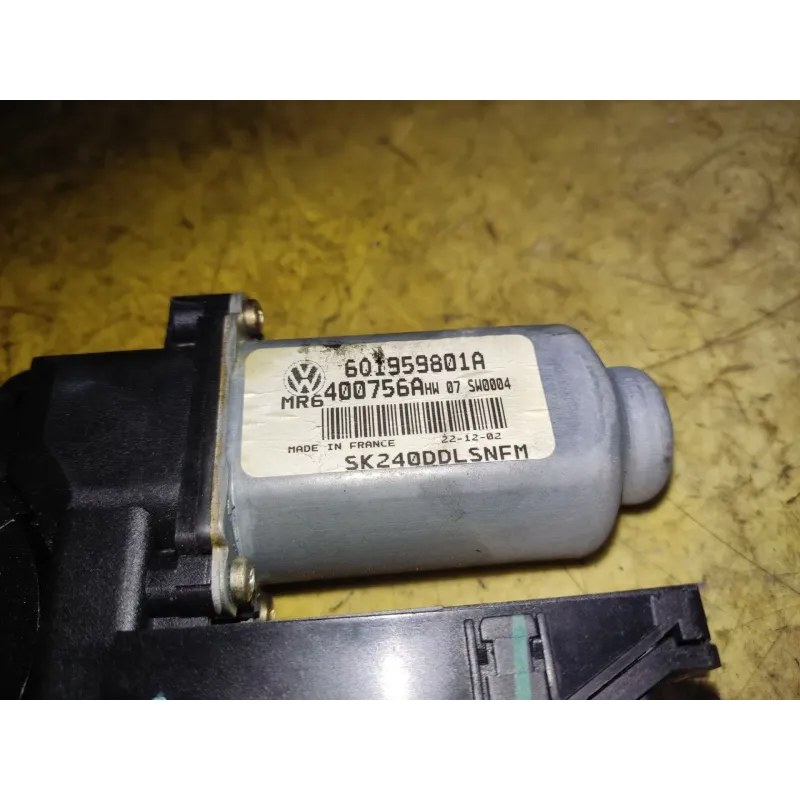 6Q1959801A
MR6400756A HW 07 SW0004
MADE IN FRANCE 22-12-02
SK240DDLSNFM